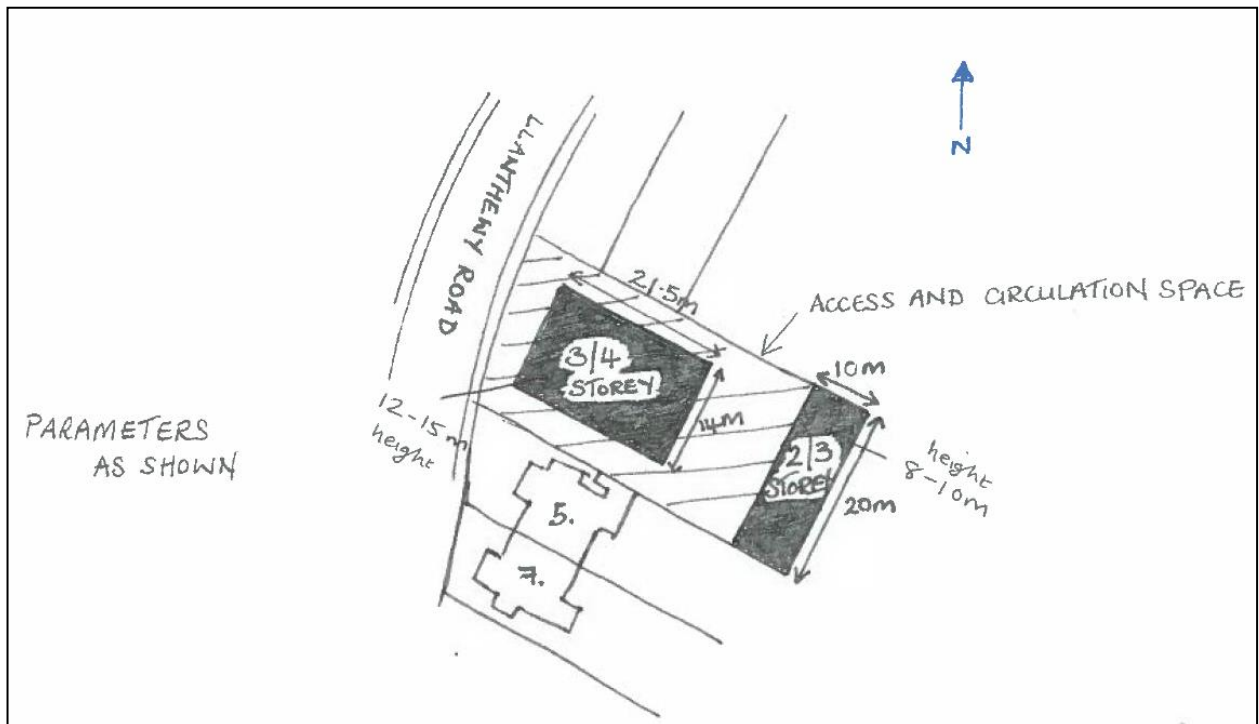 N
LLANTHEWY ROAD
21.5m
ACCESS AND CIRCULATION SPACE
3/4
STOREY
10m
12-15m
height
14m
PARAMETERS
AS SHOWN
2/3
STOREY
height
8-10m
20m
5.
7.